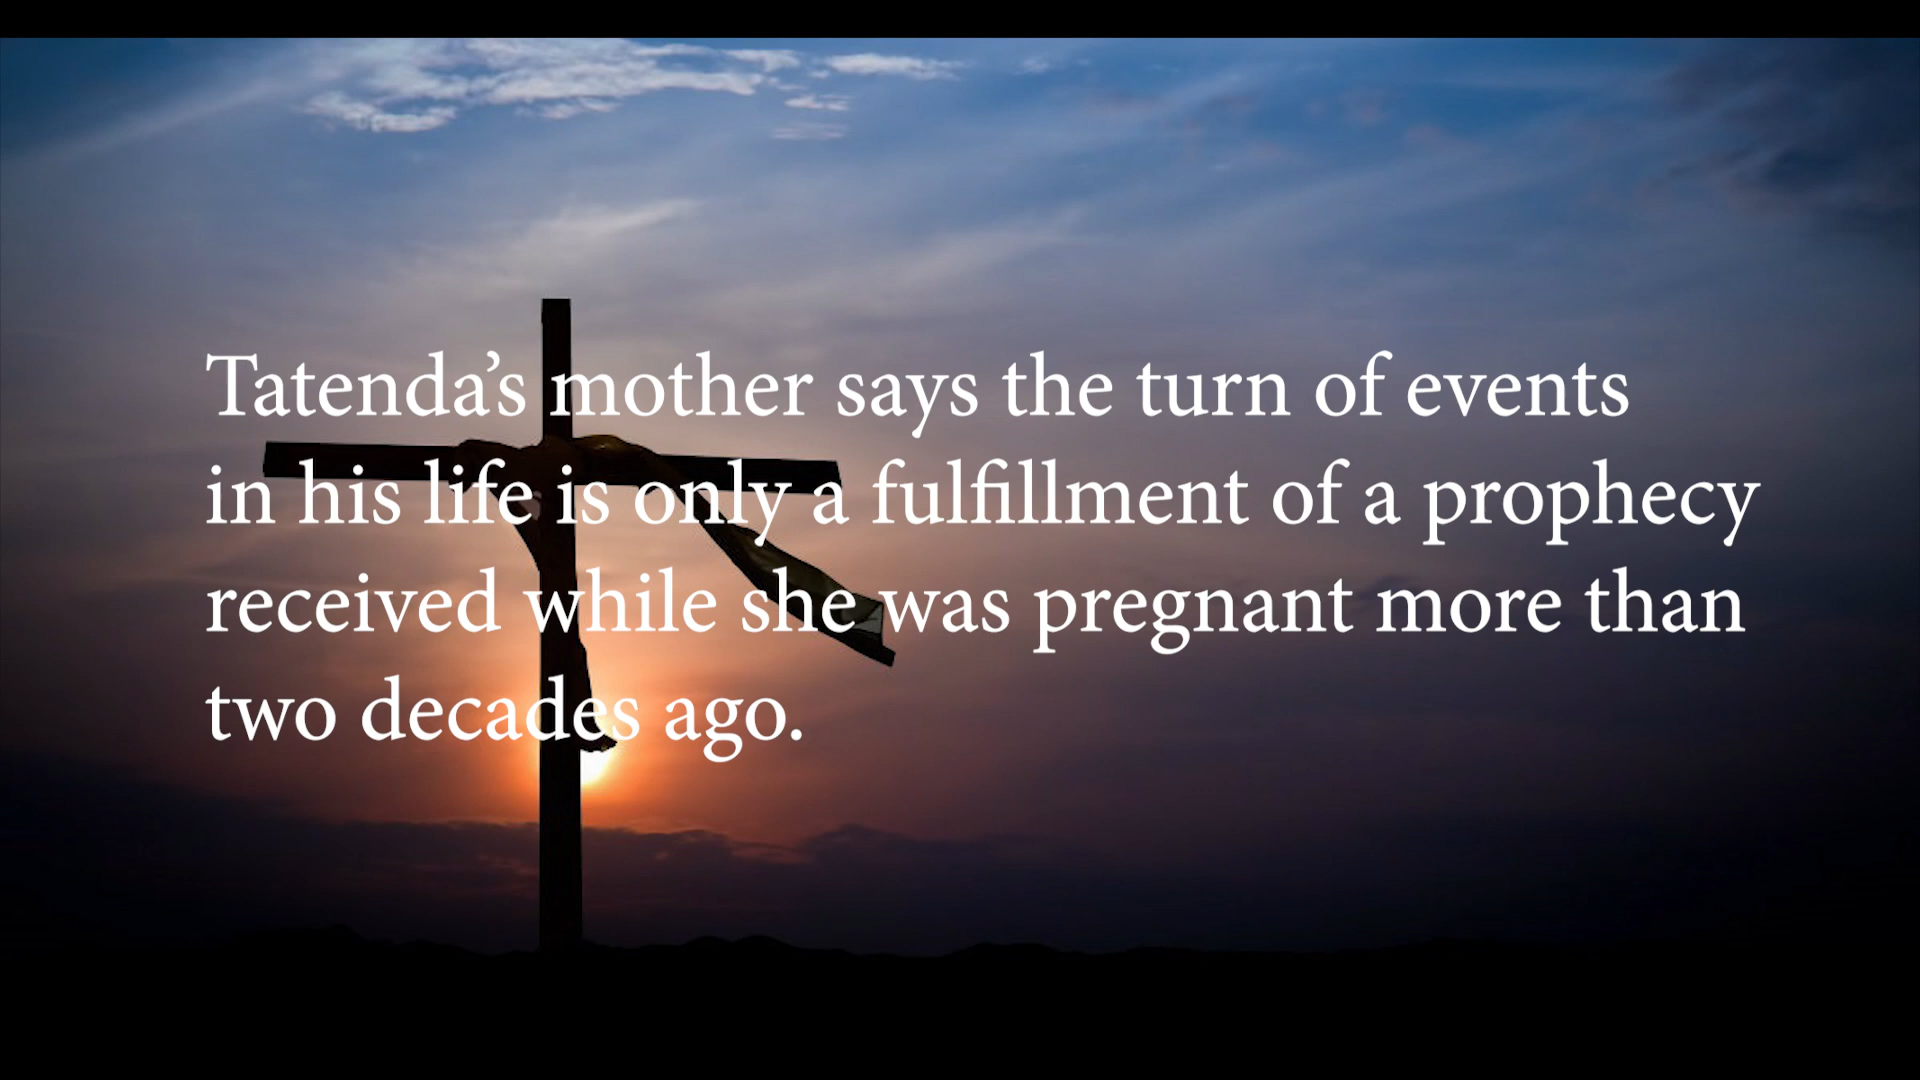 Tatenda’s mother says the turn of events
in his life is only a fulfillment of a prophecy
received while she was pregnant more than
two decades ago.